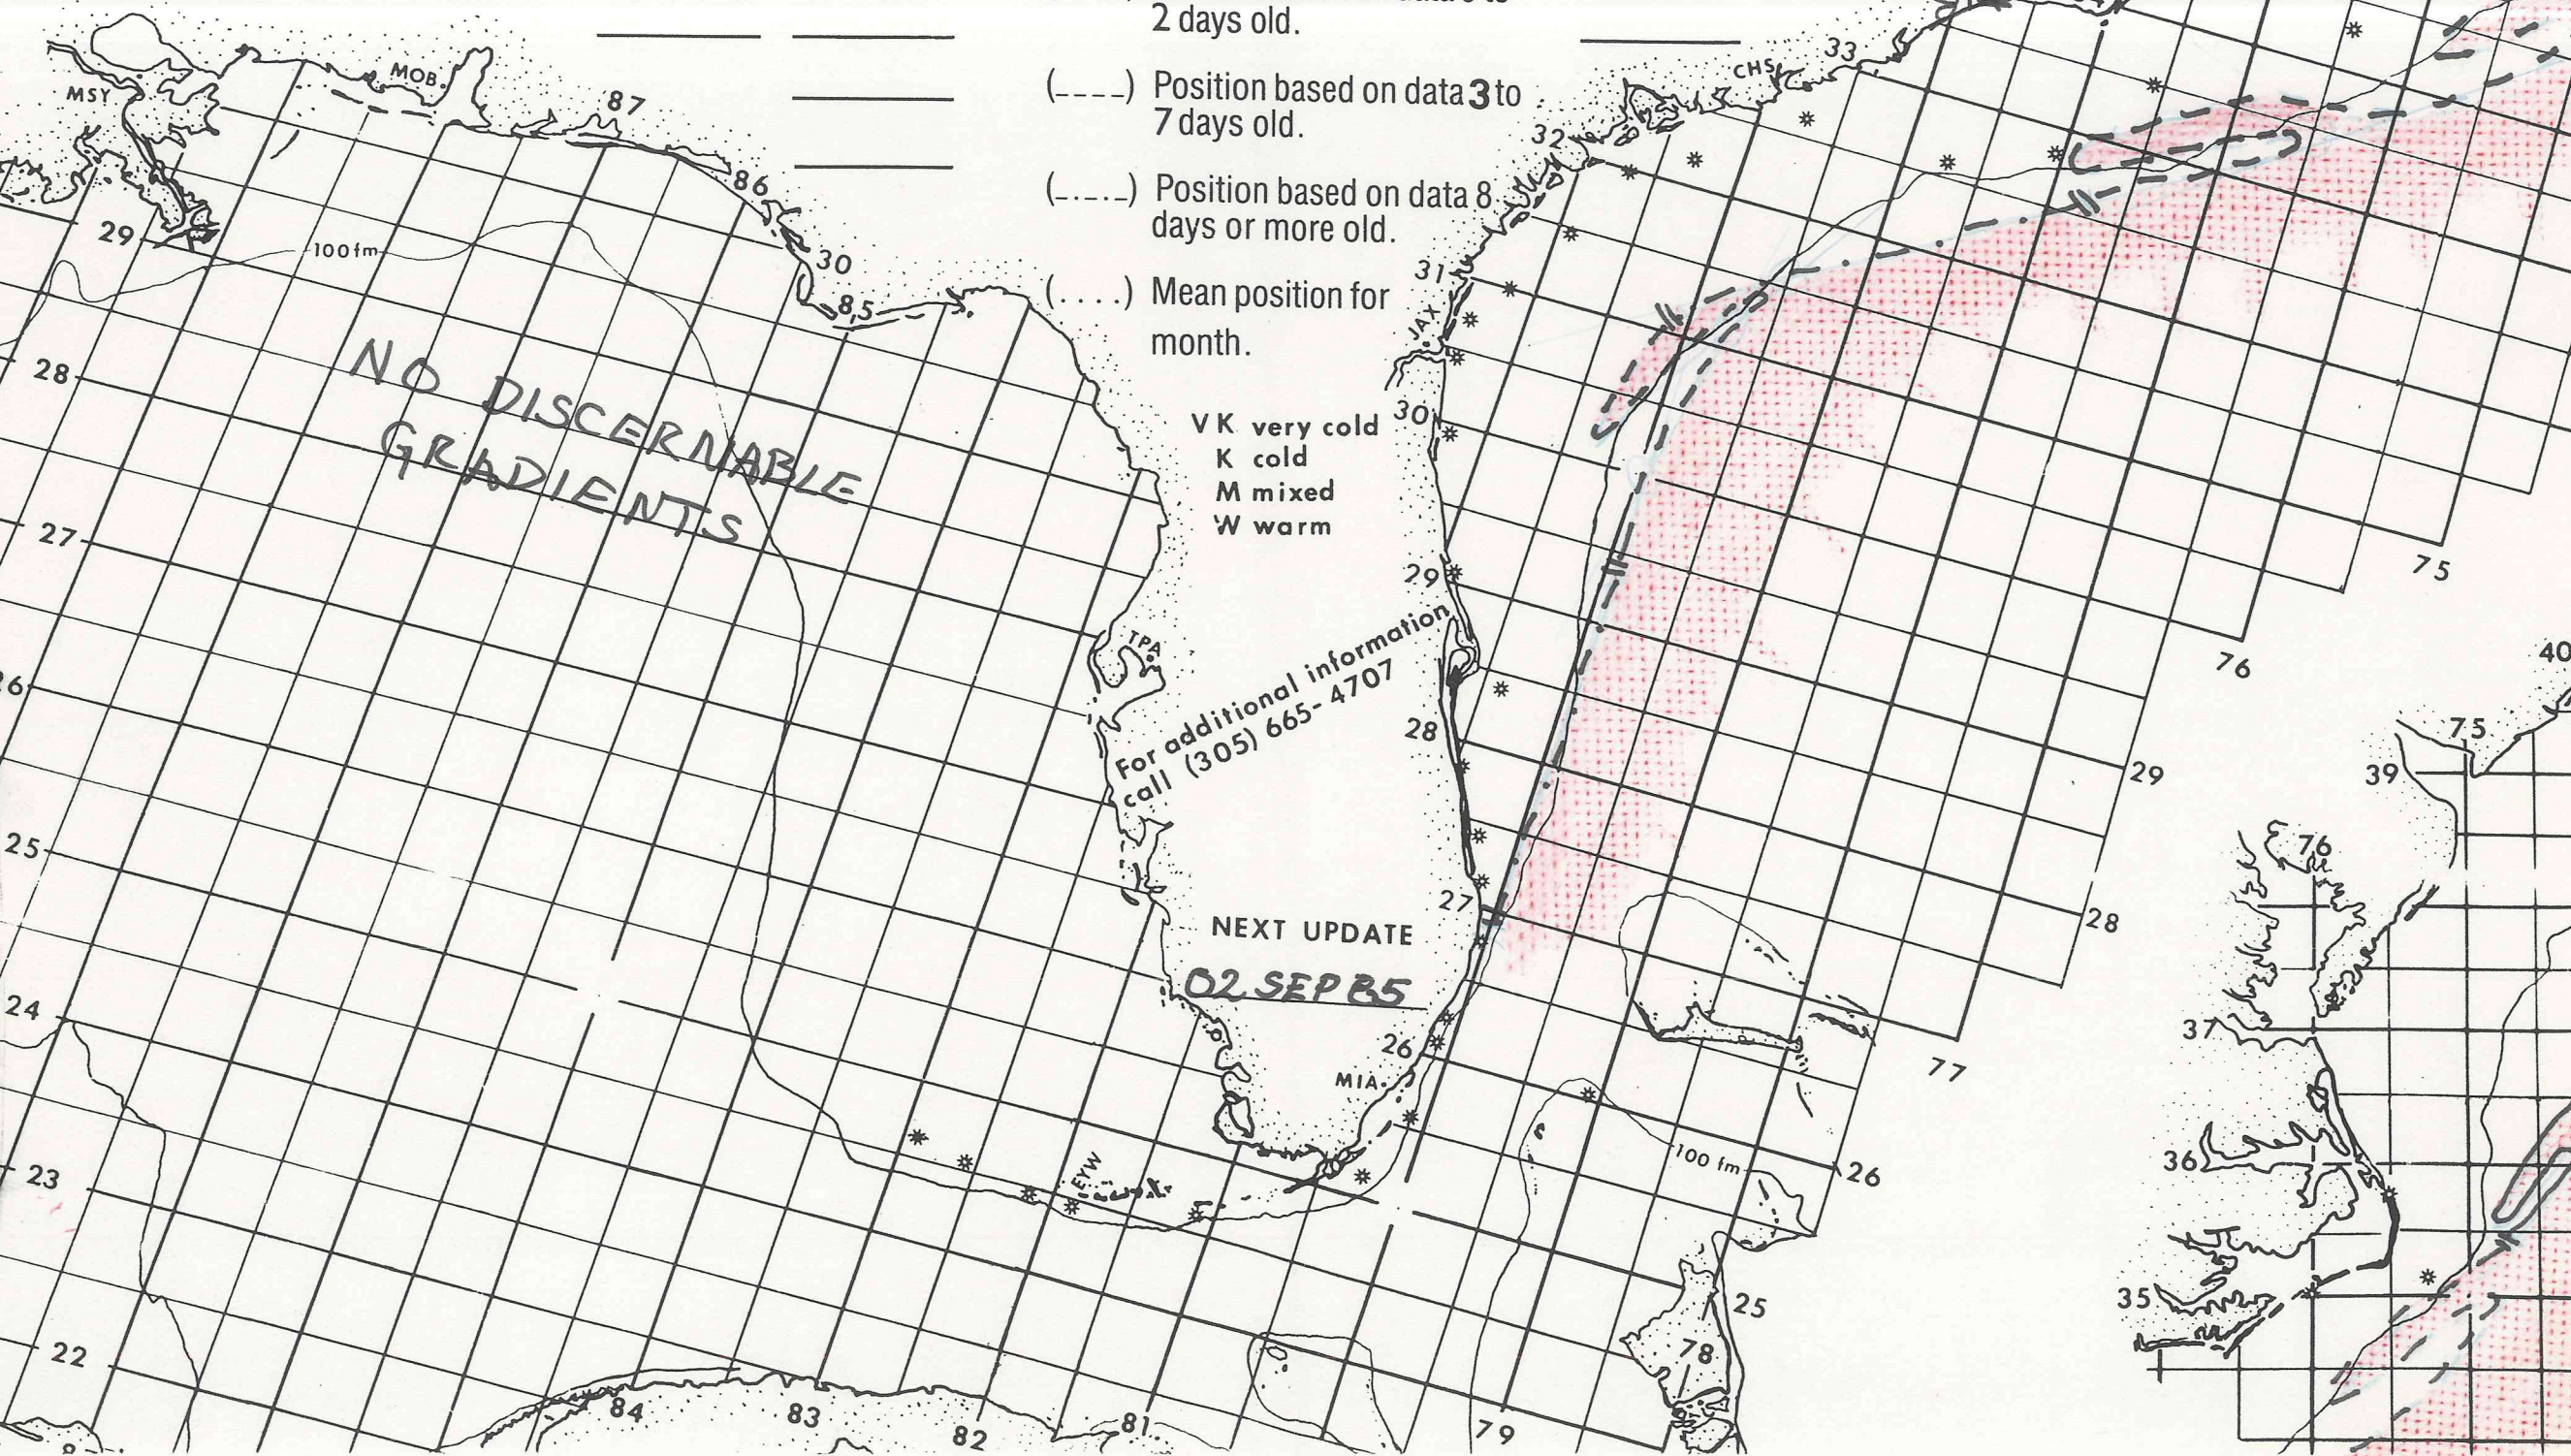 2 days old.
(----) Position based on data 3 to
7 days old.
(_._._) Position based on data 8
days or more old.
(....) Mean position for
month.
MSY
MOB
87
86
30
85
29
100 fm
28
27
26
25
24
23
22
NO DISCERNABLE
GRADIENTS
VK very cold
K cold
M mixed
W warm
For additional information
call (305) 665-4707
NEXT UPDATE
02 SEP 85
TPA
MIA
EYW
JAX
CHS
33
32
31
30
29
28
27
26
84
83
82
81
79
78
25
26
100 fm
77
28
29
76
75
40
75
39
76
37
36
35